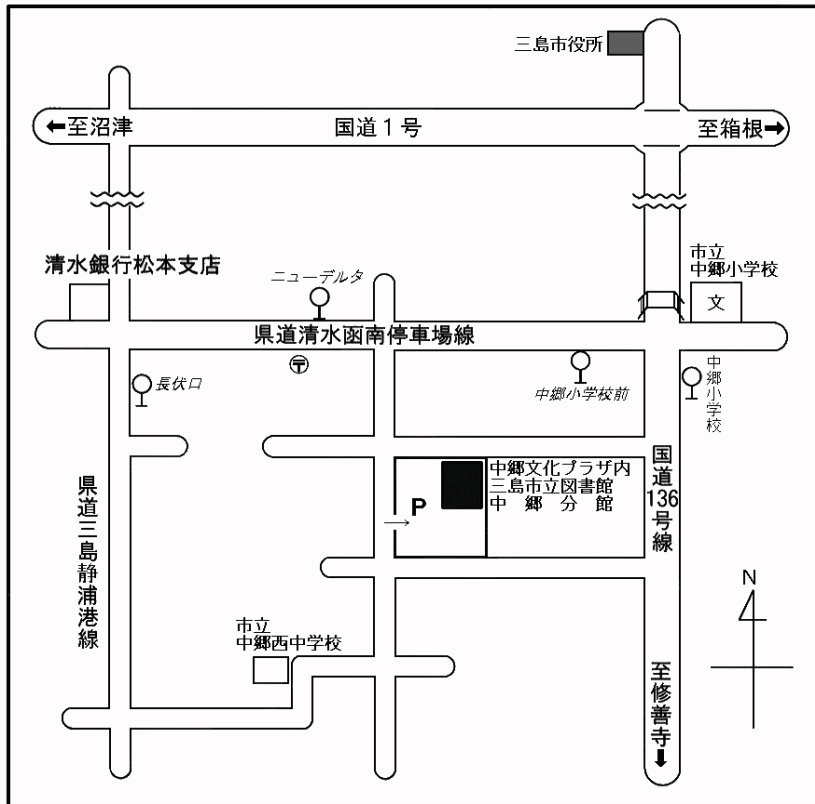 三島市役所
←至沼津
国道1号
至箱根→
清水銀行松本支店
ニューデルタ
市立
中郷小学校
文
県道清水函南停車場線
〒
長伏口
中郷小学校前
中郷小学校
国道136号線
中郷文化プラザ内
三島市立図書館
中郷分館
P
→
県道三島静浦港線
市立
中郷西中学校
N
至修善寺↓